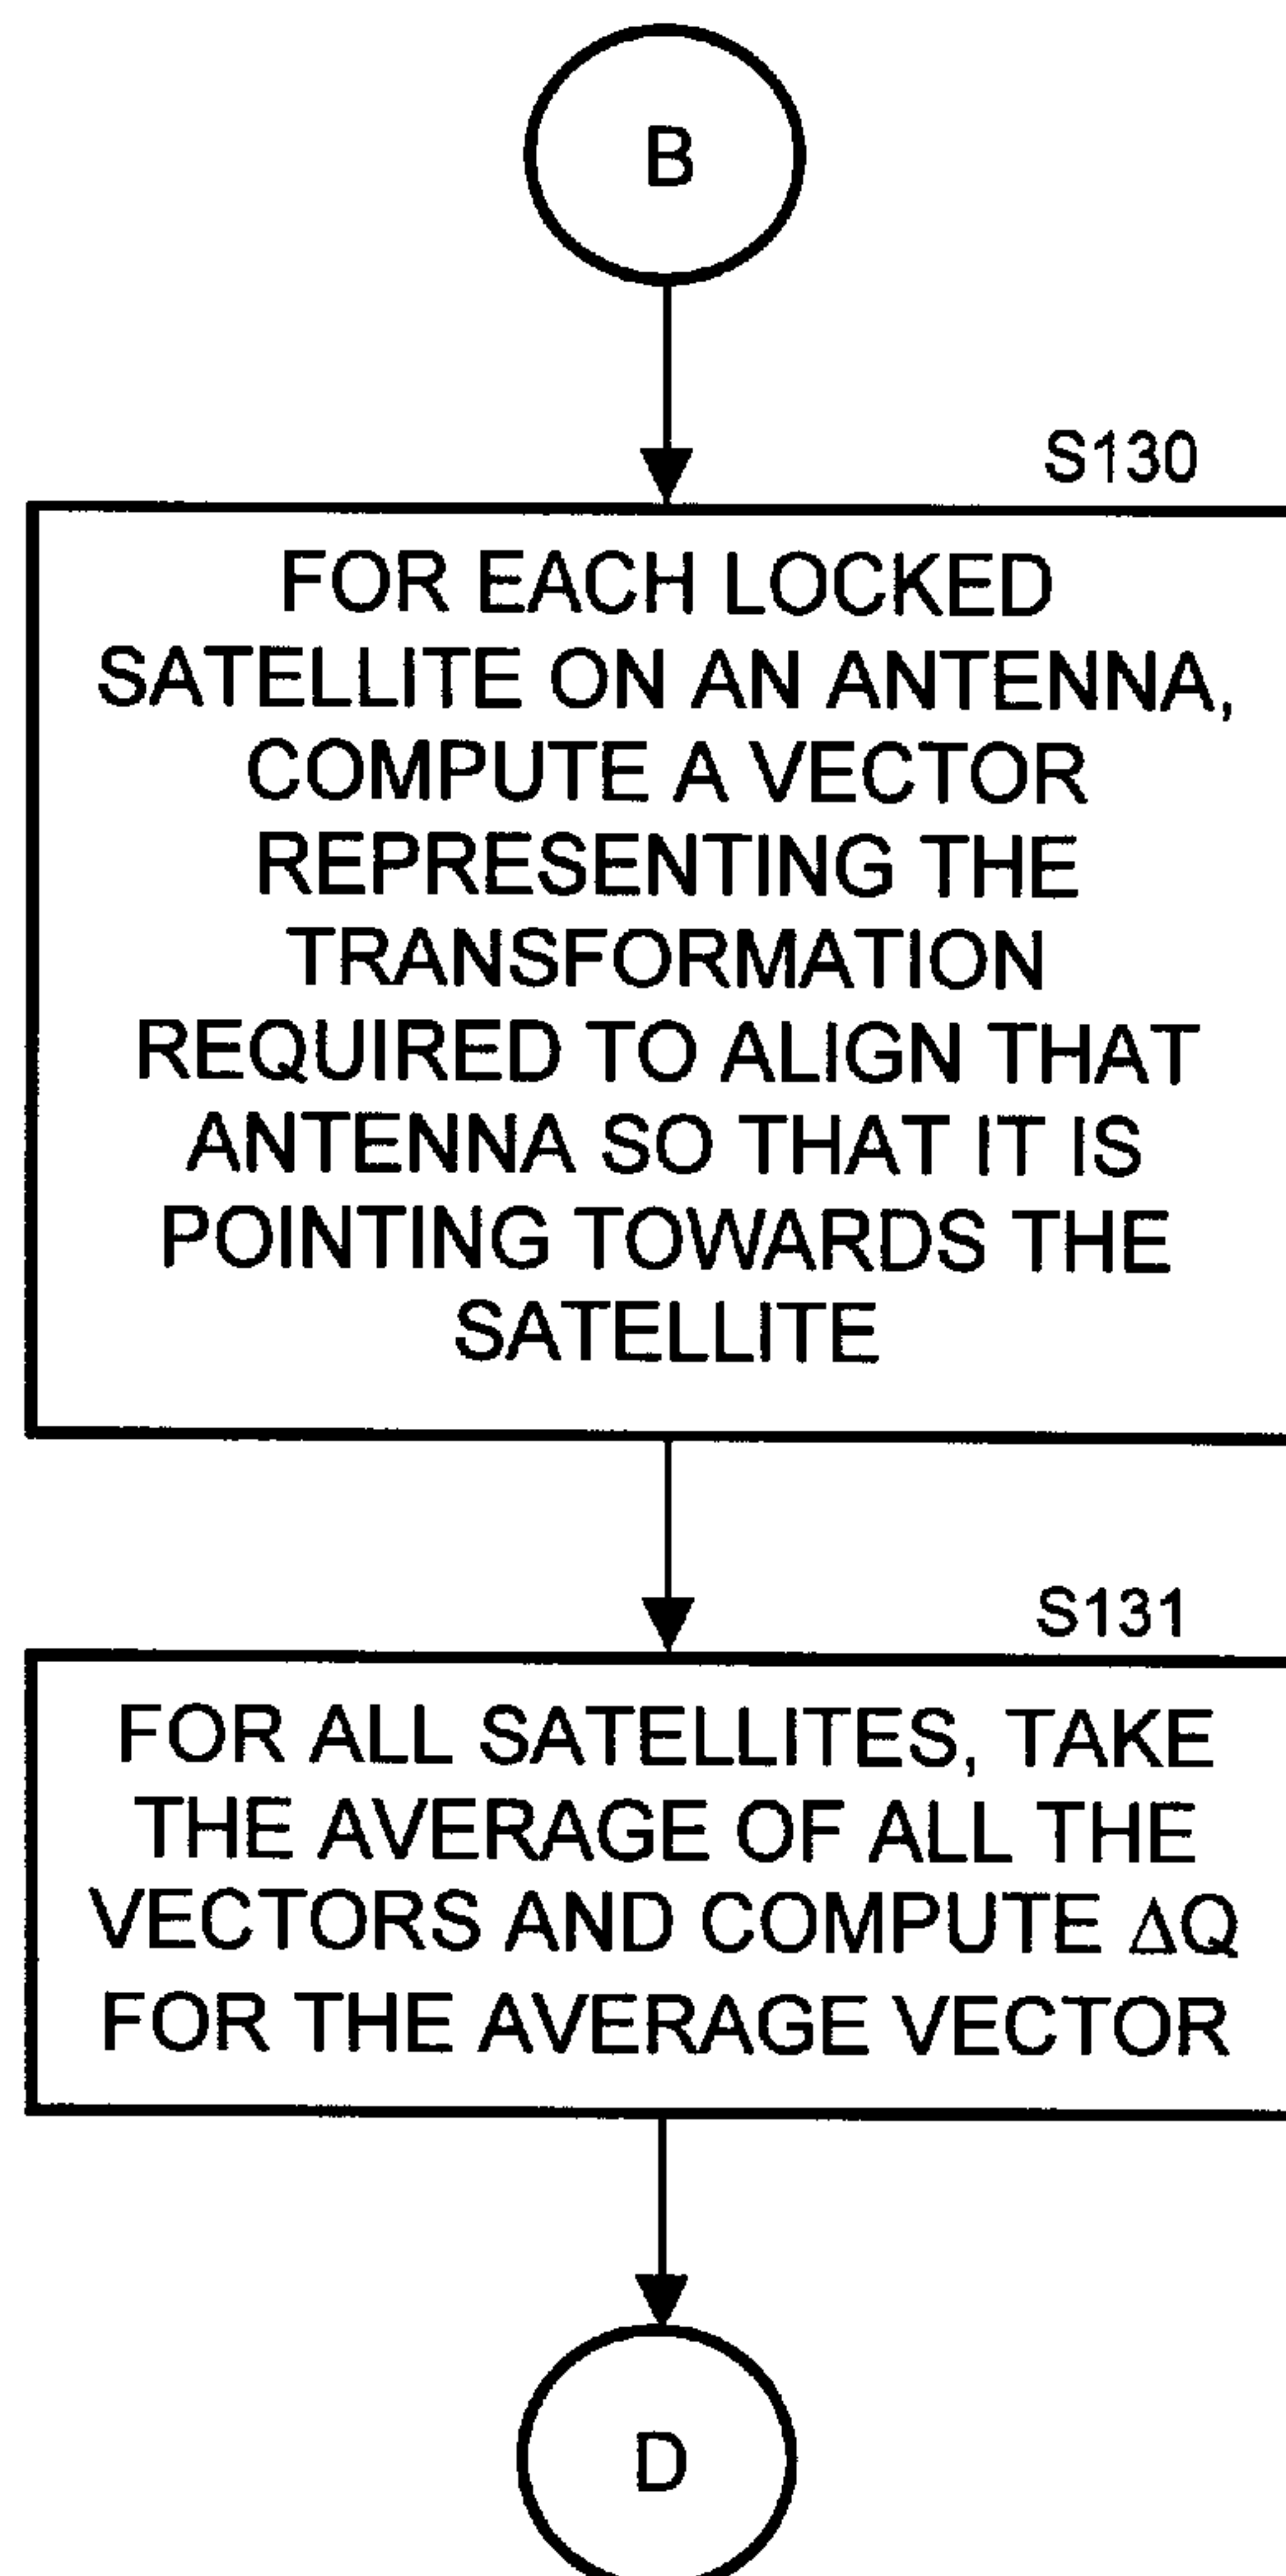 B
S130
FOR EACH LOCKED
SATELLITE ON AN ANTENNA,
COMPUTE A VECTOR
REPRESENTING THE
TRANSFORMATION
REQUIRED TO ALIGN THAT
ANTENNA SO THAT IT IS
POINTING TOWARDS THE
SATELLITE
S131
FOR ALL SATELLITES, TAKE
THE AVERAGE OF ALL THE
VECTORS AND COMPUTE ΔQ
FOR THE AVERAGE VECTOR
D